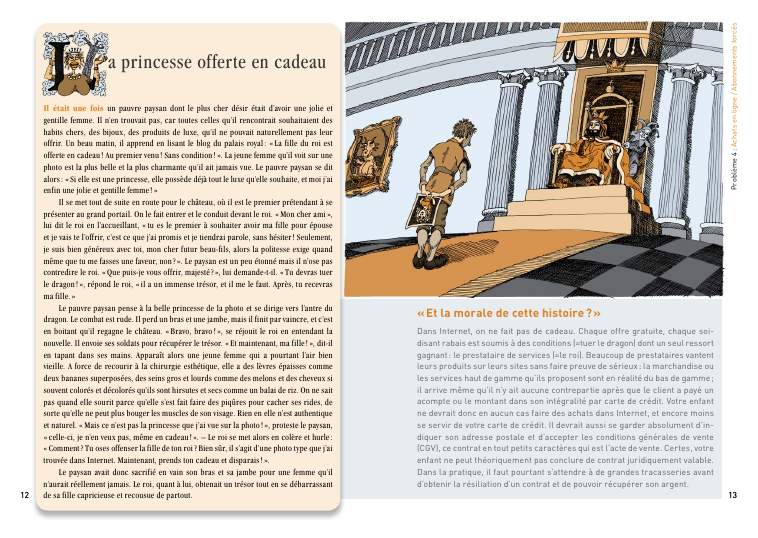 La princesse offerte en cadeau
Il était une fois un pauvre paysan dont le plus cher désir était d'avoir une jolie et
gentille femme. Il n'en trouvait pas, car toutes celles qu'il rencontrait souhaitaient des
habits chers, des bijoux, des produits de luxe, qu'il ne pouvait naturellement pas leur
offrir. Un beau matin, il apprend en lisant le blog du palais royal : « La fille du roi est
offerte en cadeau ! Au premier venu ! Sans condition ! ». La jeune femme qu'il voit sur une
photo est la plus belle et la plus charmante qu'il ait jamais vue. Le pauvre paysan se dit
alors : « Si elle est une princesse, elle possède déjà tout le luxe qu'elle souhaite, et moi j'ai
enfin une jolie et gentille femme ! »
Il se met tout de suite en route pour le château, où il est le premier prétendant à se
présenter au grand portail. On le fait entrer et le conduit devant le roi. « Mon cher ami »,
lui dit le roi en l'accueillant, « tu es le premier à souhaiter avoir ma fille pour épouse
et je vais te l'offrir, c'est ce que j'ai promis et je tiendrai parole, sans hésiter ! Seulement,
je suis bien généreux avec toi, mon cher futur beau-fils, alors la politesse exige quand
même que tu me fasses une faveur, non ? ». Le paysan est un peu étonné mais il n'ose pas
contredire le roi. « Que puis-je vous offrir, majesté ? », lui demande-t-il. « Tu devras tuer
le dragon ! », répond le roi, « il a un immense trésor, et il me le faut. Après, tu recevras
ma fille. »
Le pauvre paysan pense à la belle princesse de la photo et se dirige vers l'antre du
dragon. Le combat est rude. Il perd un bras et une jambe, mais il finit par vaincre, et c'est
en boitant qu'il regagne le château. « Bravo, bravo ! », se réjouit le roi en entendant la
nouvelle. Il envoie ses soldats pour récupérer le trésor. « Et maintenant, ma fille ! », dit-il
en tapant dans ses mains. Apparaît alors une jeune femme qui a pourtant l'air bien
vieille. A force de recourir à la chirurgie esthétique, elle a des lèvres épaisses comme
deux bananes superposées, des seins gros et lourds comme des melons et des cheveux si
souvent colorés et décolorés qu'ils sont hirsutes et secs comme un balai de riz. On ne sait
pas quand elle sourit parce qu'elle s'est fait faire des piqûres pour cacher ses rides, de
sorte qu'elle ne peut plus bouger les muscles de son visage. Rien en elle n'est authentique
et naturel. « Mais ce n'est pas la princesse que j'ai vue sur la photo ! », proteste le paysan,
« celle-ci, je n'en veux pas, même en cadeau ! ». – Le roi se met alors en colère et hurle :
« Comment ? Tu oses offenser la fille de ton roi ? Bien sûr, il s'agit d'une photo type que j'ai
trouvée dans Internet. Maintenant, prends ton cadeau et disparais ! ».
Le paysan avait donc sacrifié en vain son bras et sa jambe pour une femme qu'il
n'aurait réellement jamais. Le roi, quant à lui, obtenait un trésor tout en se débarrassant
de sa fille capricieuse et recousue de partout.
12
Problème 4 : Achats en ligne / Abonnements forcés
« Et la morale de cette histoire ? »
Dans Internet, on ne fait pas de cadeau. Chaque offre gratuite, chaque soi-
disant rabais est soumis à des conditions (=tuer le dragon) dont un seul ressort
gagnant : le prestataire de services (=le roi). Beaucoup de prestataires vantent
leurs produits sur leurs sites sans faire preuve de sérieux : la marchandise ou
les services haut de gamme qu'ils proposent sont en réalité du bas de gamme ;
il arrive même qu'il n'y ait aucune contrepartie après que le client a payé un
acompte ou le montant dans son intégralité par carte de crédit. Votre enfant
ne devrait donc en aucun cas faire des achats dans Internet, et encore moins
se servir de votre carte de crédit. Il devrait aussi se garder absolument d'in-
diquer son adresse postale et d'accepter les conditions générales de vente
(CGV), ce contrat en tout petits caractères qui est l'acte de vente. Certes, votre
enfant ne peut théoriquement pas conclure de contrat juridiquement valable.
Dans la pratique, il faut pourtant s'attendre à de grandes tracasseries avant
d'obtenir la résiliation d'un contrat et de pouvoir récupérer son argent.
13